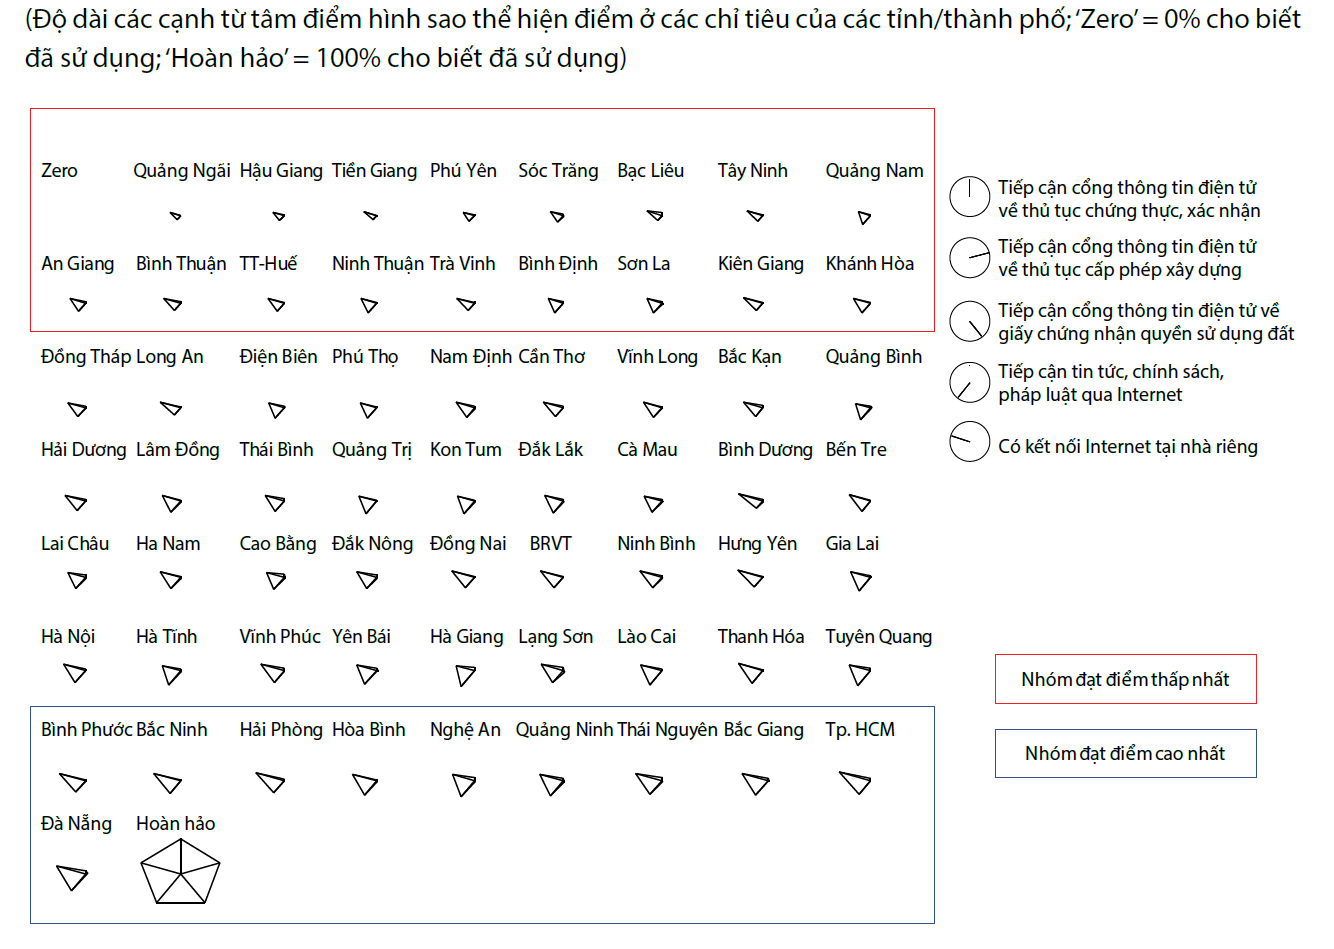 (Độ dài các cạnh từ tâm điểm hình sao thể hiện điểm ở các chỉ tiêu của các tỉnh/thành phố; ‘Zero’ = 0% cho biết
đã sử dụng; ‘Hoàn hảo’ = 100% cho biết đã sử dụng)
Zero Quảng Ngãi Hậu Giang Tiền Giang Phú Yên Sóc Trăng Bạc Liêu Tây Ninh Quảng Nam
An Giang Bình Thuận TT-Huế Ninh Thuận Trà Vinh Bình Định Sơn La Kiên Giang Khánh Hòa
Đồng Tháp Long An Điện Biên Phú Thọ Nam Định Cần Thơ Vĩnh Long Bắc Kạn Quảng Bình
Hải Dương Lâm Đồng Thái Bình Quảng Trị Kon Tum Đắk Lắk Cà Mau Bình Dương Bến Tre
Lai Châu Ha Nam Cao Bằng Đắk Nông Đồng Nai BRVT Ninh Bình Hưng Yên Gia Lai
Hà Nội Hà Tĩnh Vĩnh Phúc Yên Bái Hà Giang Lạng Sơn Lào Cai Thanh Hóa Tuyên Quang
Bình Phước Bắc Ninh Hải Phòng Hòa Bình Nghệ An Quảng Ninh Thái Nguyên Bắc Giang Tp. HCM
Đà Nẵng Hoàn hảo
Tiếp cận cổng thông tin điện tử
về thủ tục chứng thực, xác nhận
Tiếp cận cổng thông tin điện tử
về thủ tục cấp phép xây dựng
Tiếp cận cổng thông tin điện tử về
giấy chứng nhận quyền sử dụng đất
Tiếp cận tin tức, chính sách,
pháp luật qua Internet
Có kết nối Internet tại nhà riêng
Nhóm đạt điểm thấp nhất
Nhóm đạt điểm cao nhất